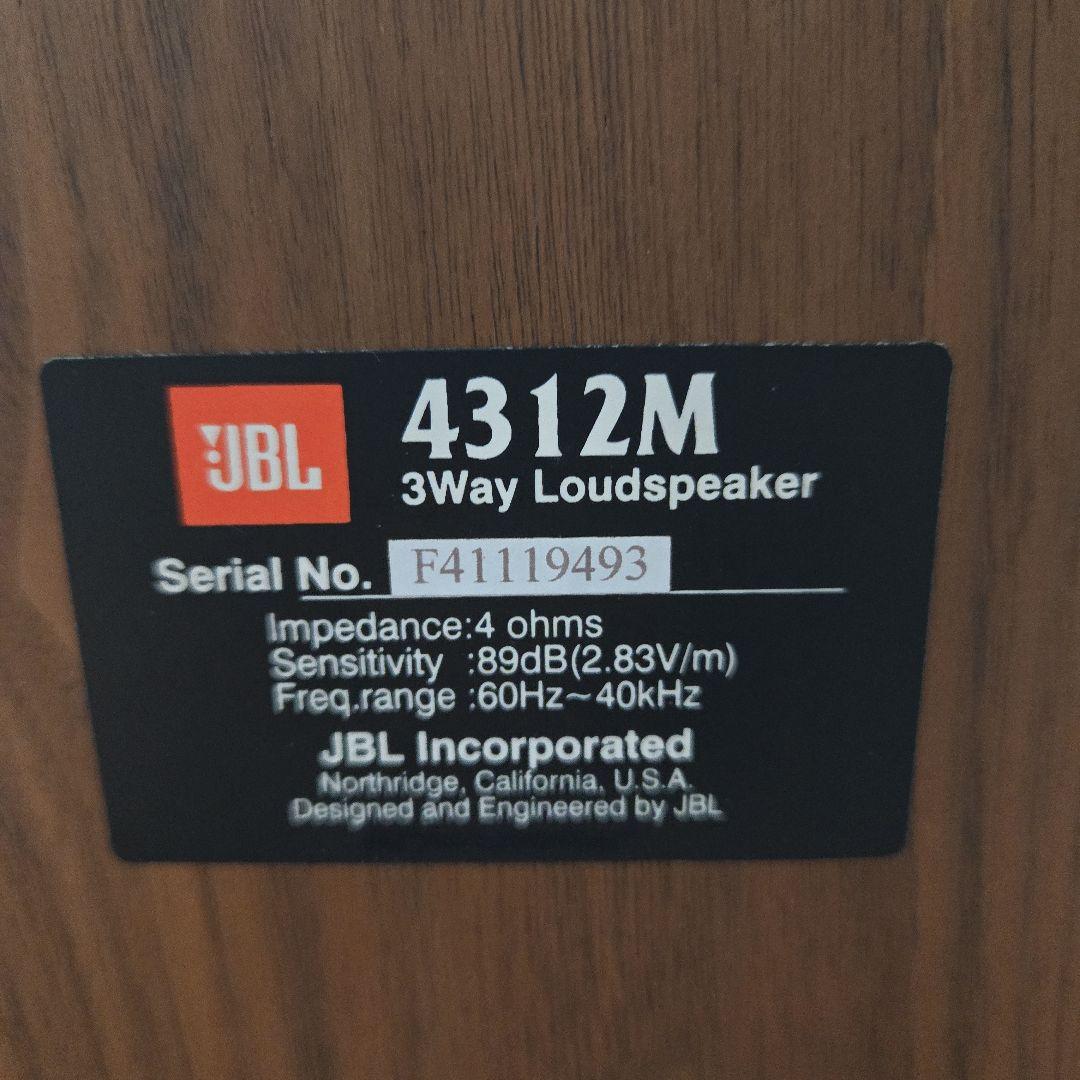 JBL
4312M
3Way Loudspeaker
Serial No. F41119493
Impedance:4 ohms
Sensitivity :89dB(2.83V/m)
Freq.range :60Hz~40kHz
JBL Incorporated
Northridge, California, U.S.A.
Designed and Engineered by JBL